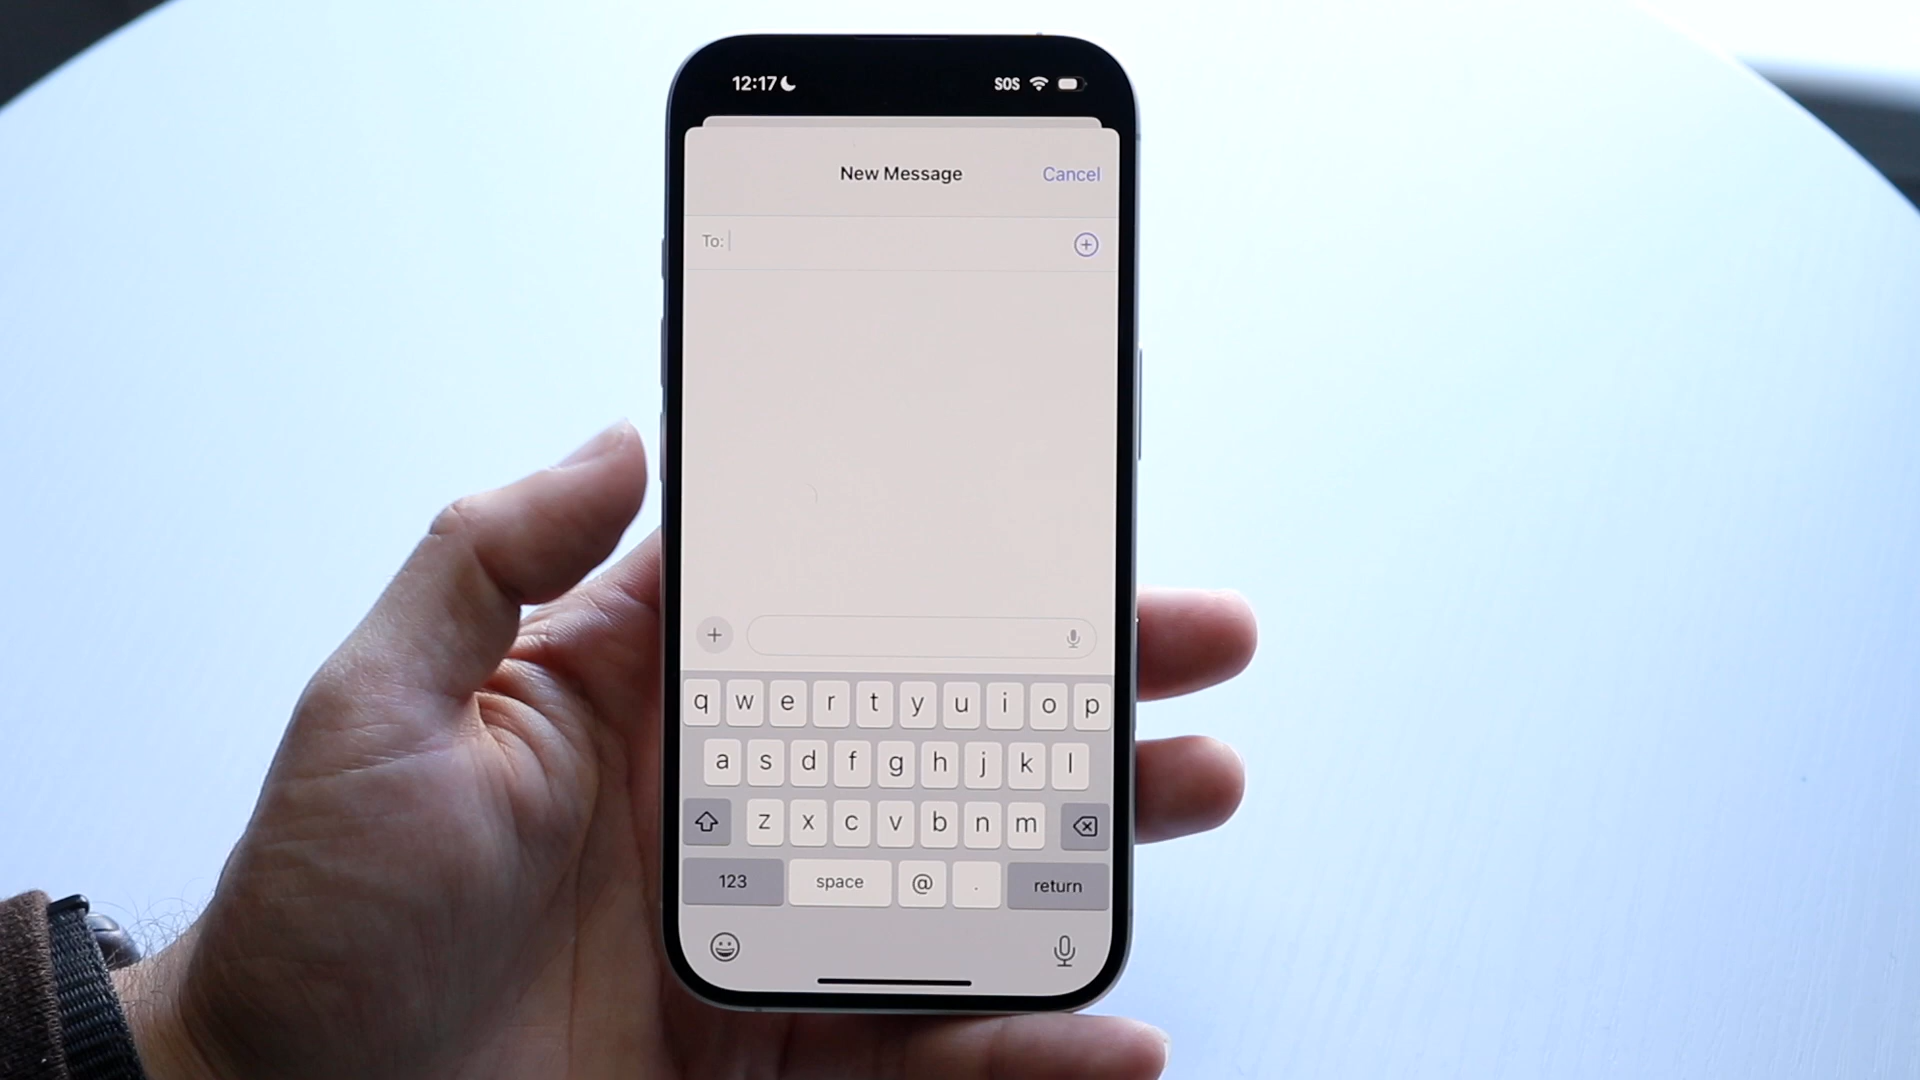 12:17 SOS
New Message Cancel
To:
q w e r t y u i o p
a s d f g h j k l
z x c v b n m
123 space @ . return